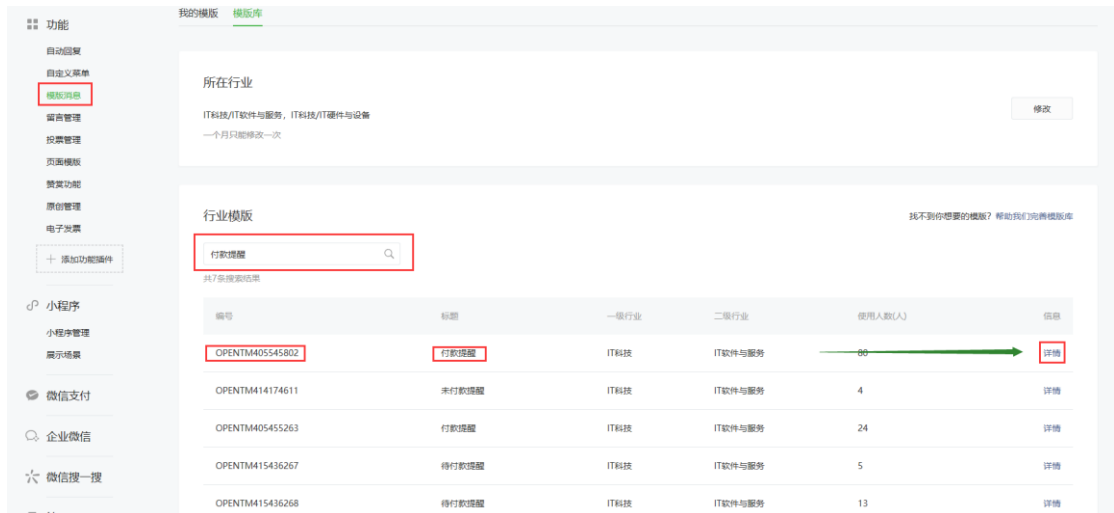 功能
自动回复
自定义菜单
模版消息
留言管理
投票管理
页面模版
赞赏功能
原创管理
电子发票
添加功能插件
小程序
小程序管理
展示场景
微信支付
企业微信
微信搜一搜
我的模版 模版库
所在行业
IT科技/IT软件与服务，IT科技/IT硬件与设备
一个月只能修改一次
修改
行业模版
找不到你想要的模版？帮助我们完善模版库
付款提醒
共7条搜索结果
编号 标题 一级行业 二级行业 使用人数(人) 信息
OPENTM405545802 付款提醒 IT科技 IT软件与服务 80 详情
OPENTM414174611 未付款提醒 IT科技 IT软件与服务 4 详情
OPENTM405455263 付款提醒 IT科技 IT软件与服务 24 详情
OPENTM415436267 待付款提醒 IT科技 IT软件与服务 5 详情
OPENTM415436268 待付款提醒 IT科技 IT软件与服务 13 详情